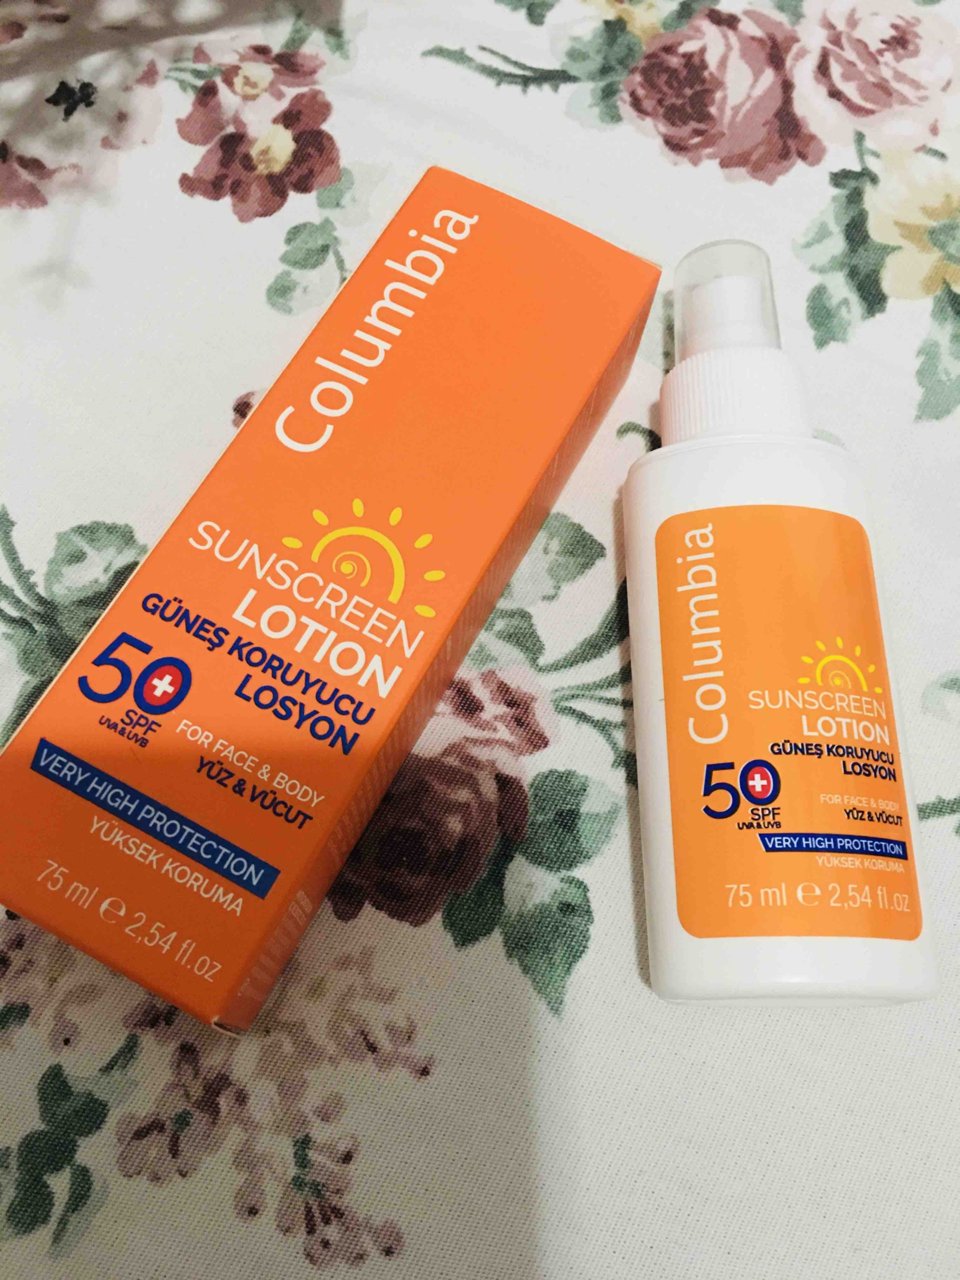 Columbia
SUNSCREEN
LOTION
GÜNEŞ KORUYUCU
LOSYON
50+
SPF
UVA & UVB
FOR FACE & BODY
YÜZ & VÜCUT
VERY HIGH PROTECTION
YÜKSEK KORUMA
75 ml e 2,54 fl.oz
Columbia
SUNSCREEN
LOTION
GÜNEŞ KORUYUCU
LOSYON
50+
SPF
UVA & UVB
FOR FACE & BODY
YÜZ & VÜCUT
VERY HIGH PROTECTION
YÜKSEK KORUMA
75 ml e 2,54 fl.oz